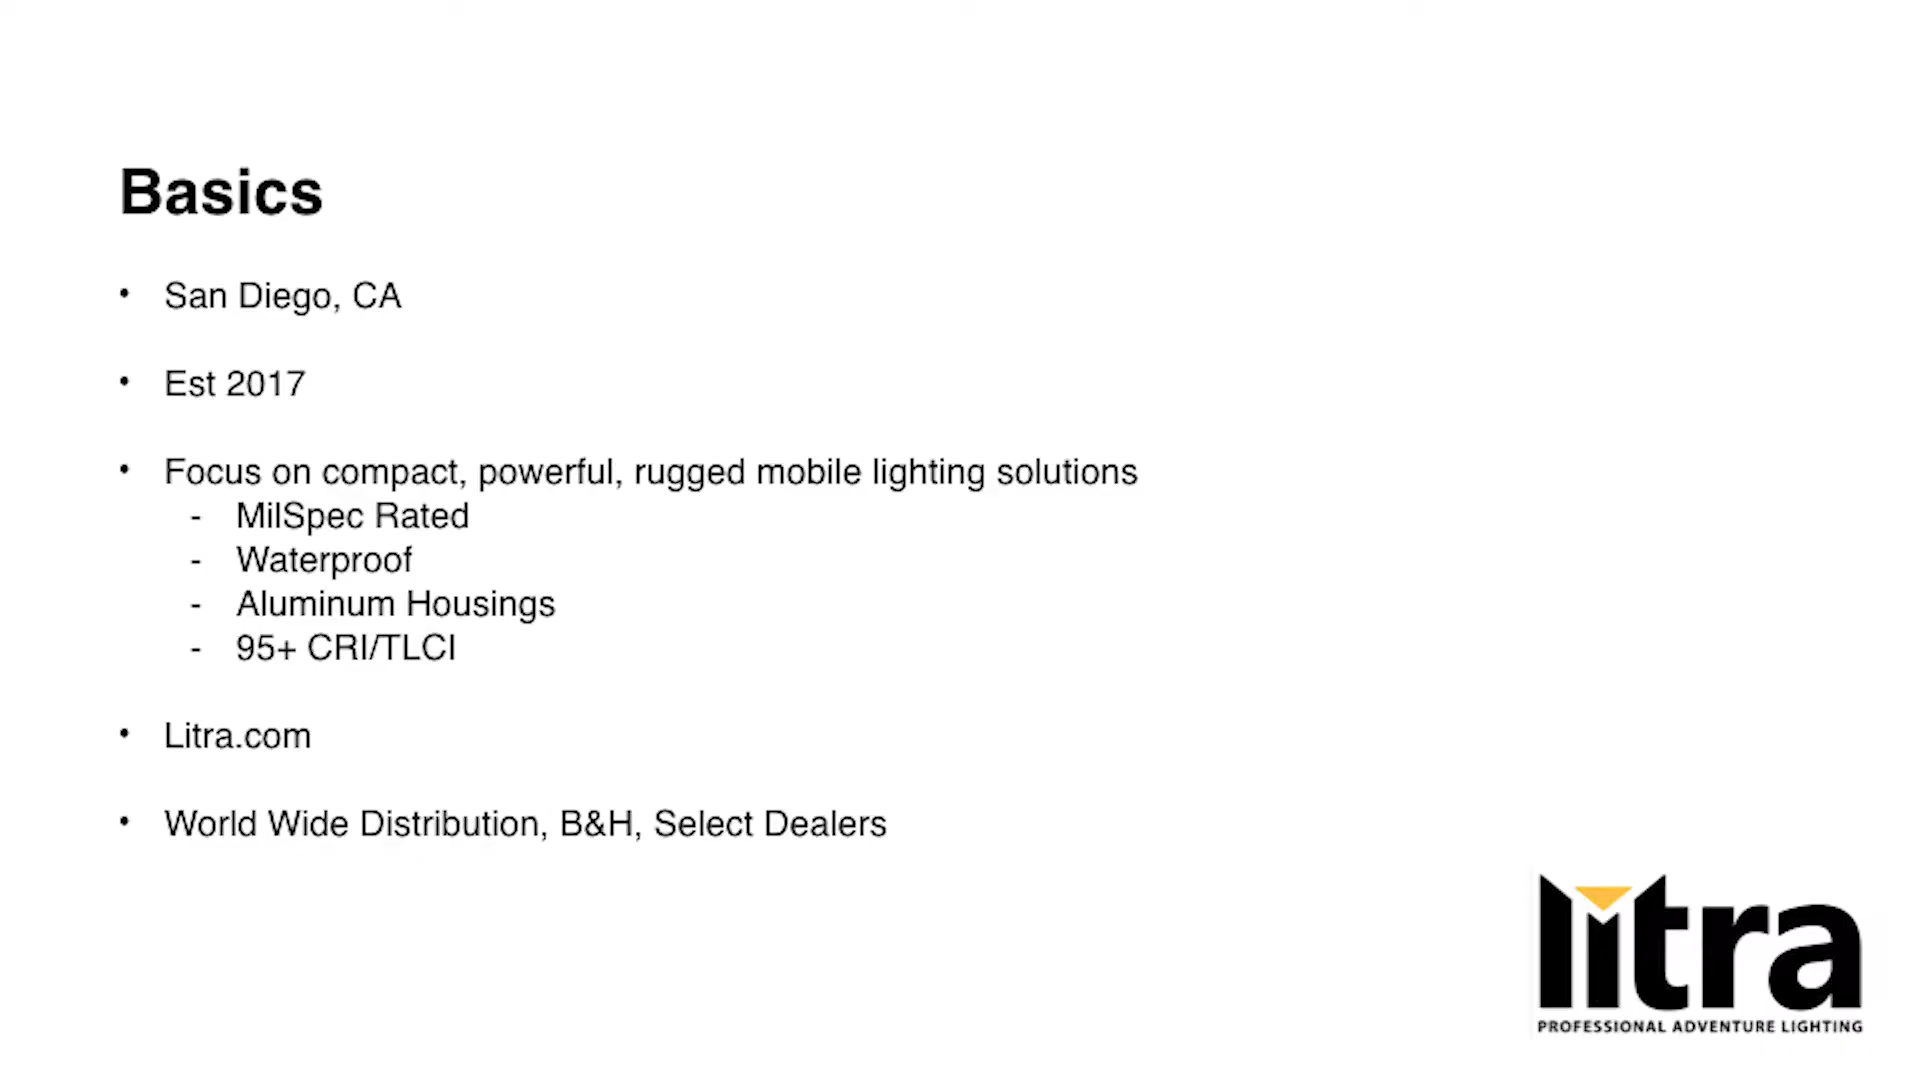 Basics
• San Diego, CA
• Est 2017
• Focus on compact, powerful, rugged mobile lighting solutions
- MilSpec Rated
- Waterproof
- Aluminum Housings
- 95+ CRI/TLCI
• Litra.com
• World Wide Distribution, B&H, Select Dealers
litra
PROFESSIONAL ADVENTURE LIGHTING